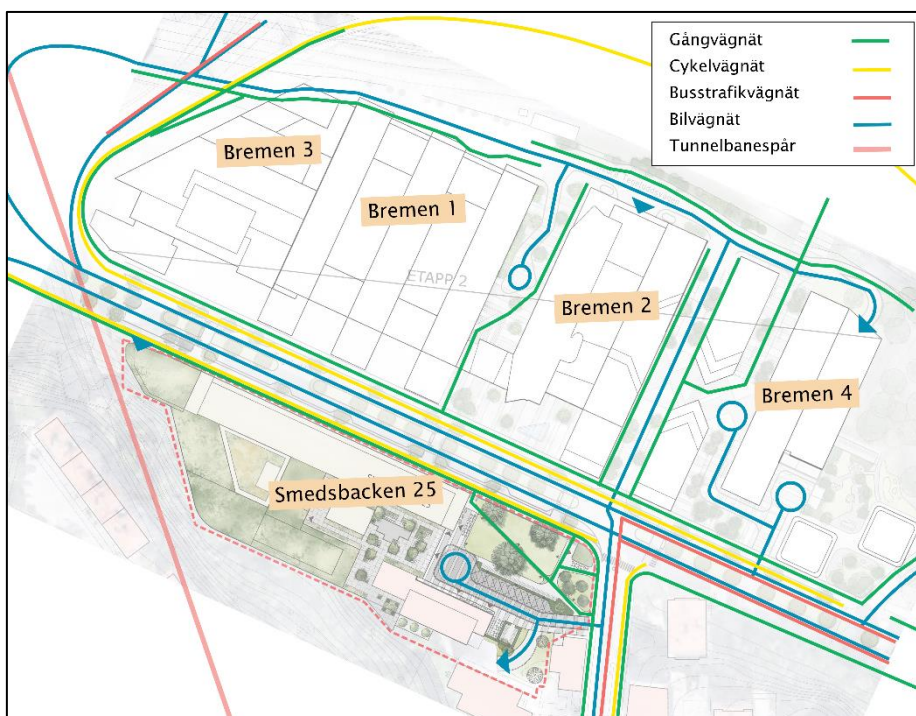 Gångvägnät
Cykelvägnät
Busstrafikvägnät
Bilvägnät
Tunnelbanespår
Bremen 3
Bremen 1
ETAPP 2
Bremen 2
Bremen 4
Smedsbacken 25